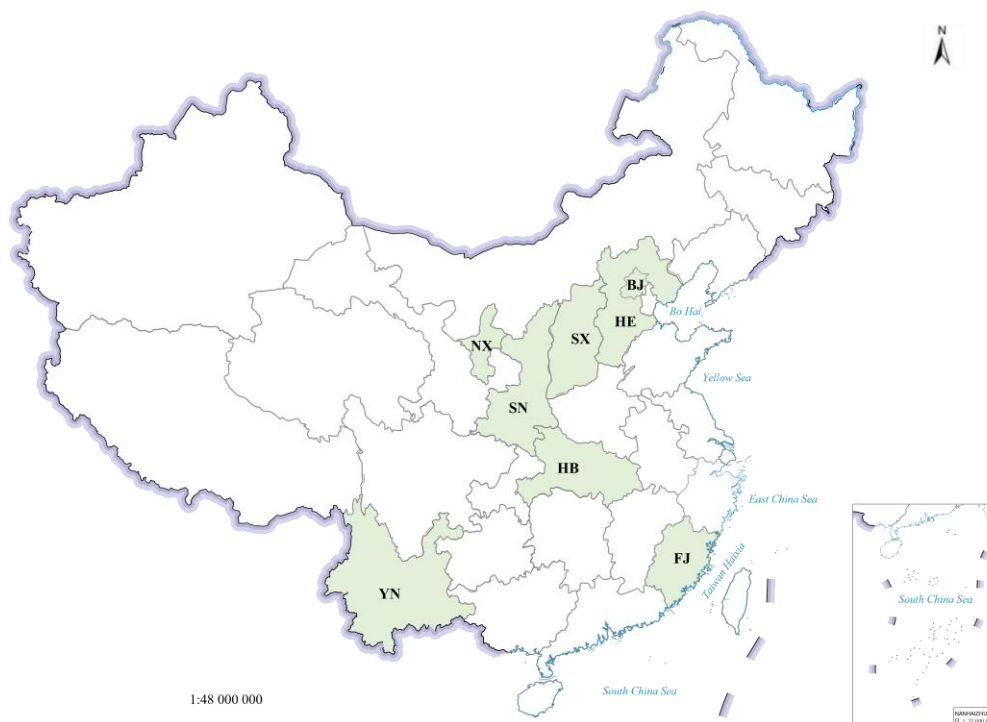 N
BJ
Bo Hai
HE
NX
SX
Yellow Sea
SN
HB
East China Sea
FJ
Taiwan Haixia
YN
South China Sea
South China Sea
1:48 000 000